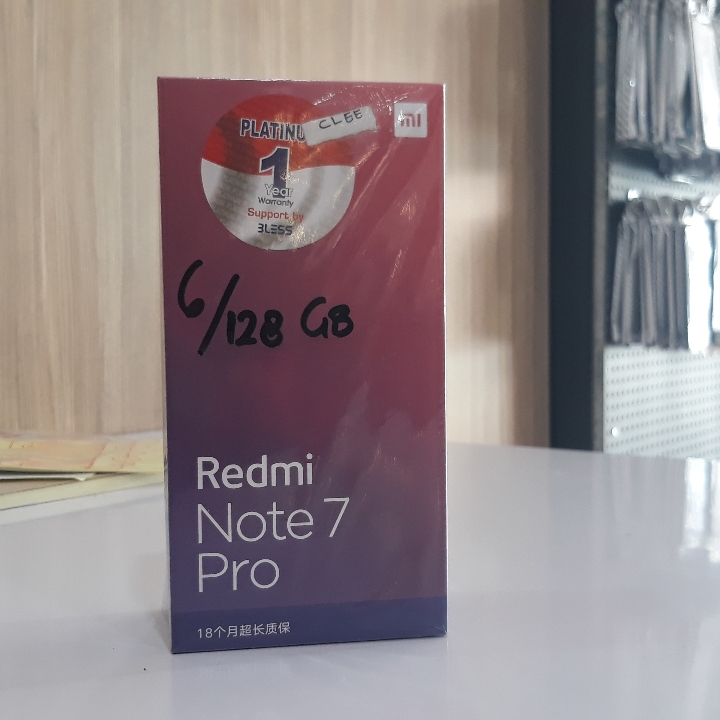 PLATINU
CLEE
mi
1
Year
Warranty
Support by
BLESS
6/128 GB
Redmi
Note 7
Pro
18个月超长质保